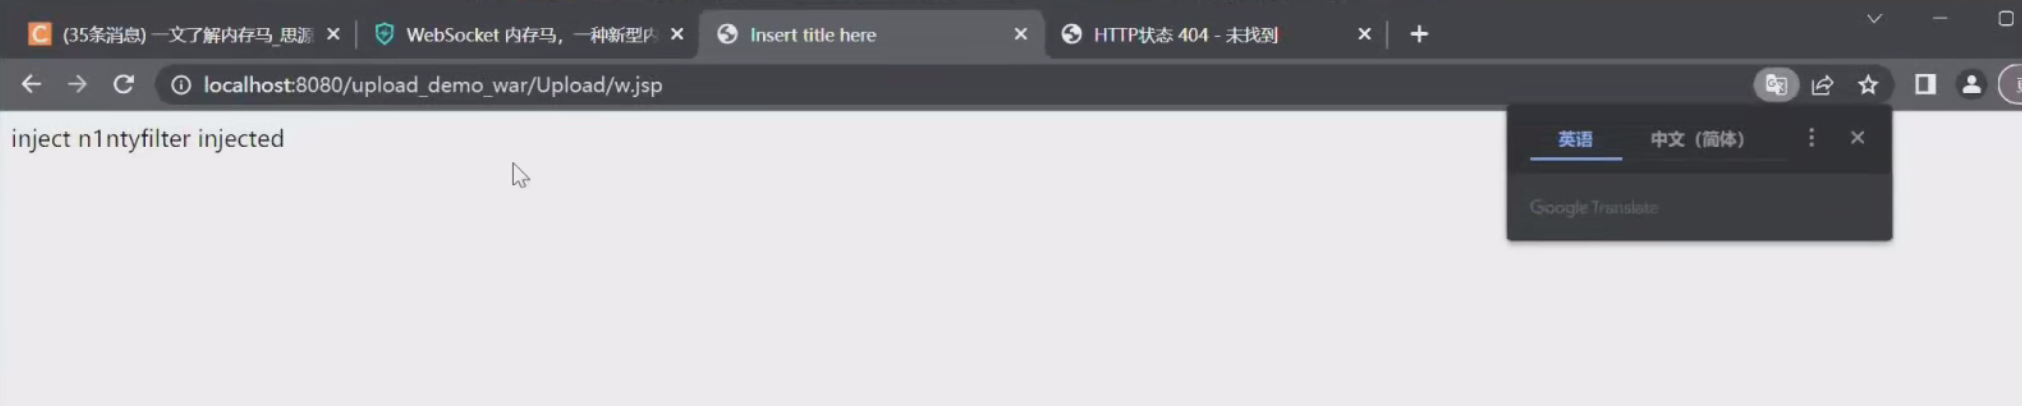 (35条消息) 一文了解内存马_思源
WebSocket 内存马，一种新型内
Insert title here
HTTP状态 404 - 未找到
localhost:8080/upload_demo_war/Upload/w.jsp
inject n1ntyfilter injected
英语
中文（简体）
Google Translate